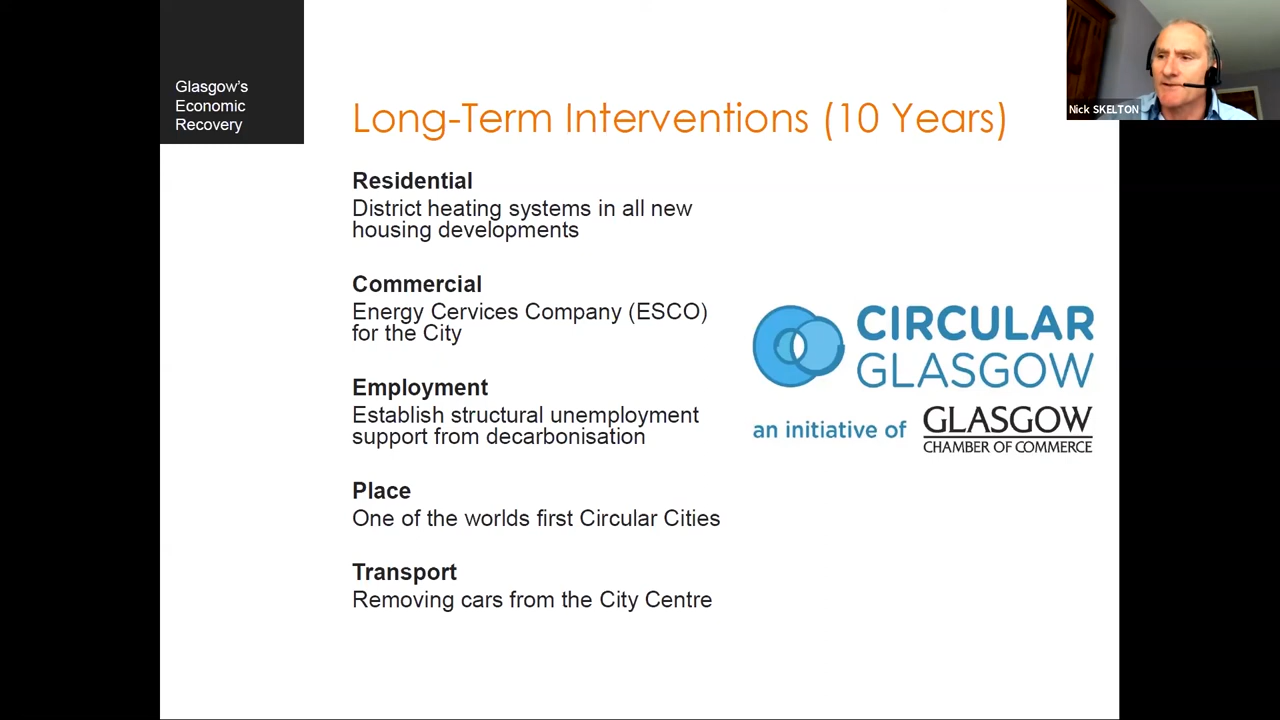 Glasgow's
Economic
Recovery
Long-Term Interventions (10 Years)
Nick SKELTON
Residential
District heating systems in all new
housing developments
Commercial
Energy Cervices Company (ESCO)
for the City
Employment
Establish structural unemployment
support from decarbonisation
Place
One of the worlds first Circular Cities
Transport
Removing cars from the City Centre
CIRCULAR
GLASGOW
an initiative of GLASGOW
CHAMBER OF COMMERCE